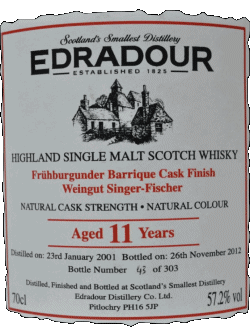 Scotland's Smallest Distillery
EDRADOUR
ESTABLISHED 1825
HIGHLAND SINGLE MALT SCOTCH WHISKY
Frühburgunder Barrique Cask Finish
Weingut Singer-Fischer
NATURAL CASK STRENGTH • NATURAL COLOUR
Aged 11 Years
Distilled on: 23rd January 2001 Bottled on: 26th November 2012
Bottle Number 45 of 303
Distilled, Finished and Bottled at Scotland's Smallest Distillery
70cl Edradour Distillery Co. Ltd. 57.2% vol
Pitlochry PH16 5JP